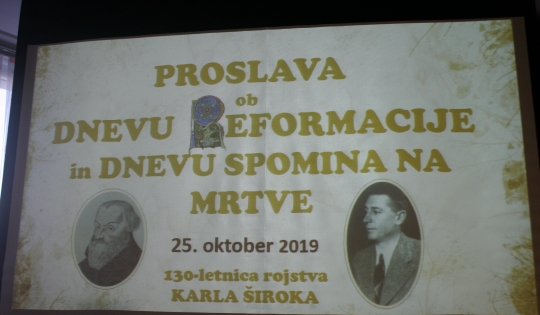 PROSLAVA
ob
DNEVU REFORMACIJE
in DNEVU SPOMINA NA
MRTVE
25. oktober 2019
130-letnica rojstva
KARLA ŠIROKA